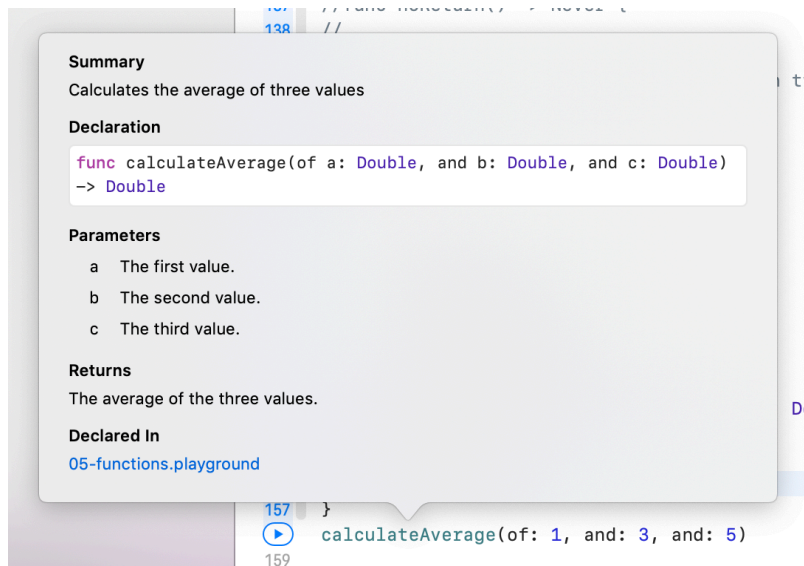 138 //
Summary
Calculates the average of three values
Declaration
func calculateAverage(of a: Double, and b: Double, and c: Double)
-> Double
Parameters
a The first value.
b The second value.
c The third value.
Returns
The average of the three values.
Declared In
05-functions.playground
157 }
calculateAverage(of: 1, and: 3, and: 5)
159